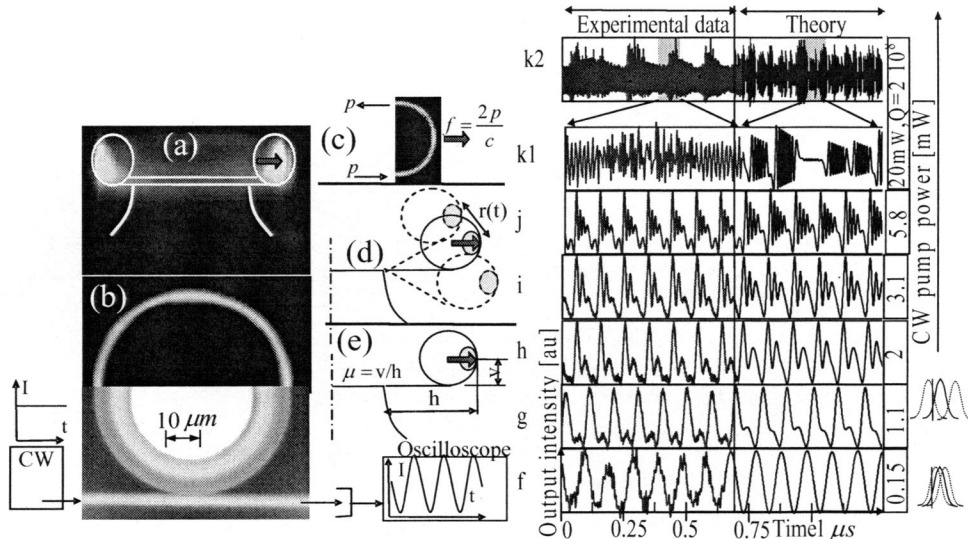 (a)
(b)
10 μm
I
t
CW
(c)
p
p
f = 2p/c
(d)
r(t)
(e)
μ = v/h
v
h
Oscilloscope
I
t
Experimental data
Theory
k2
k1
j
i
h
g
f
Output intensity [au]
0
0.25
0.5
0.75
Time1 μs
20mW, Q=2 10⁸
5.8
3.1
2
1.1
0.15
CW pump power [mW]